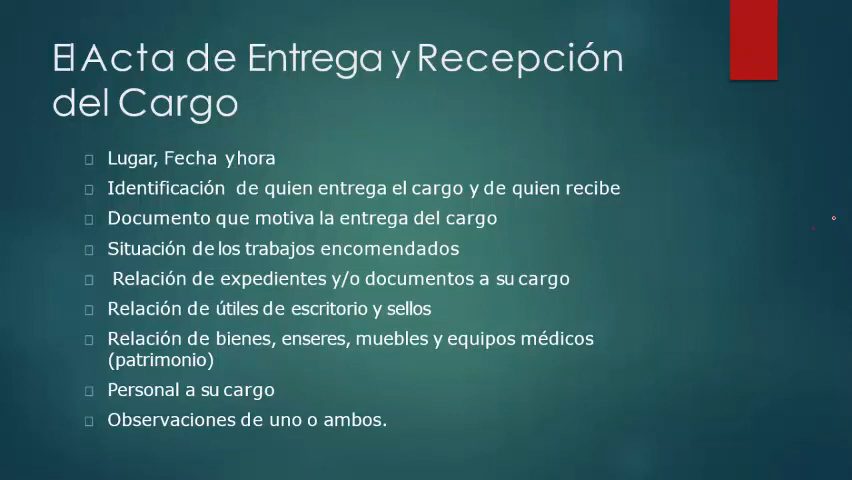 El Acta de Entrega y Recepción
del Cargo
Lugar, Fecha y hora
Identificación de quien entrega el cargo y de quien recibe
Documento que motiva la entrega del cargo
Situación de los trabajos encomendados
Relación de expedientes y/o documentos a su cargo
Relación de útiles de escritorio y sellos
Relación de bienes, enseres, muebles y equipos médicos
(patrimonio)
Personal a su cargo
Observaciones de uno o ambos.